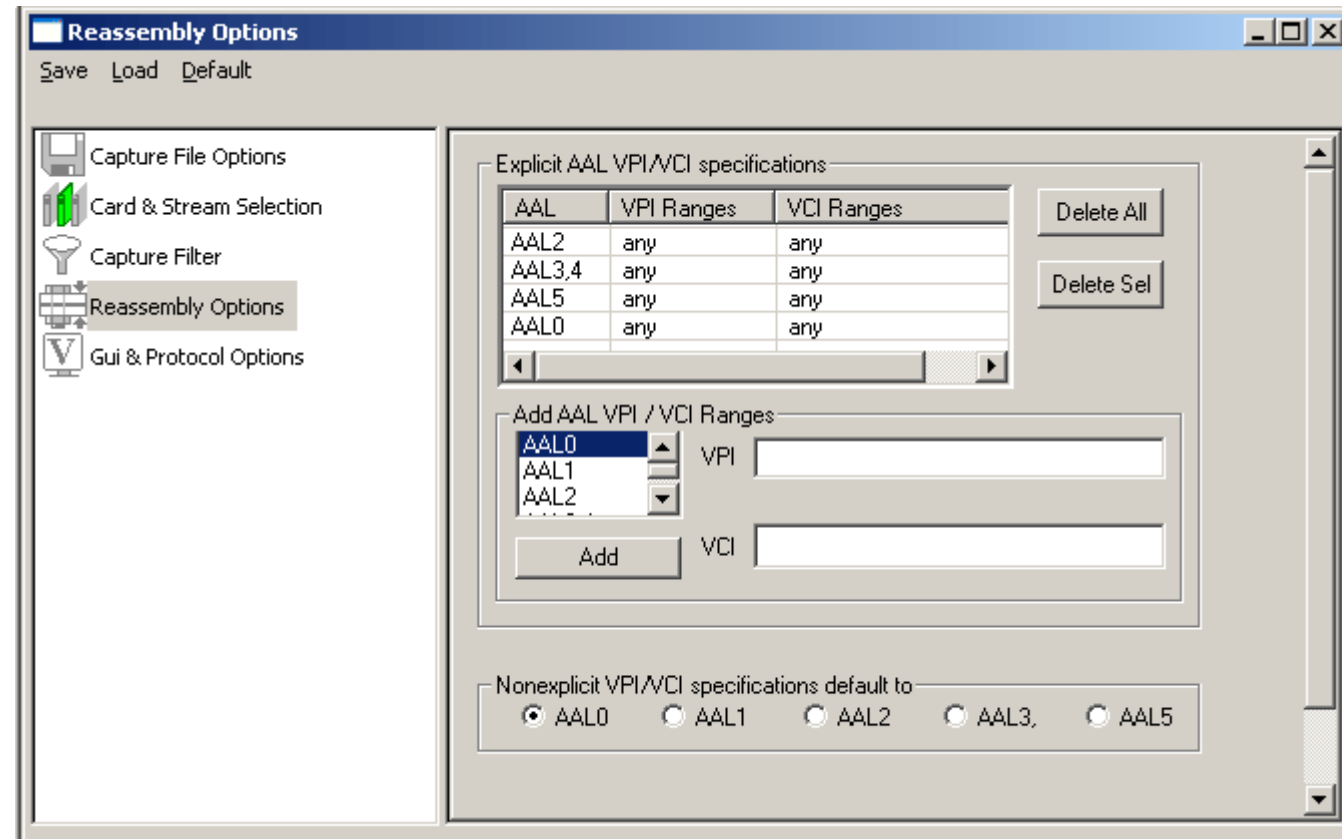 Reassembly Options
Save Load Default
Capture File Options
Card & Stream Selection
Capture Filter
Reassembly Options
V Gui & Protocol Options
Explicit AAL VPI/VCI specifications
AAL VPI Ranges VCI Ranges
AAL2 any any
AAL3,4 any any
AAL5 any any
AAL0 any any
Delete All
Delete Sel
Add AAL VPI / VCI Ranges
AAL0
AAL1
AAL2
Add
VPI
VCI
Nonexplicit VPI/VCI specifications default to
AAL0 AAL1 AAL2 AAL3, AAL5